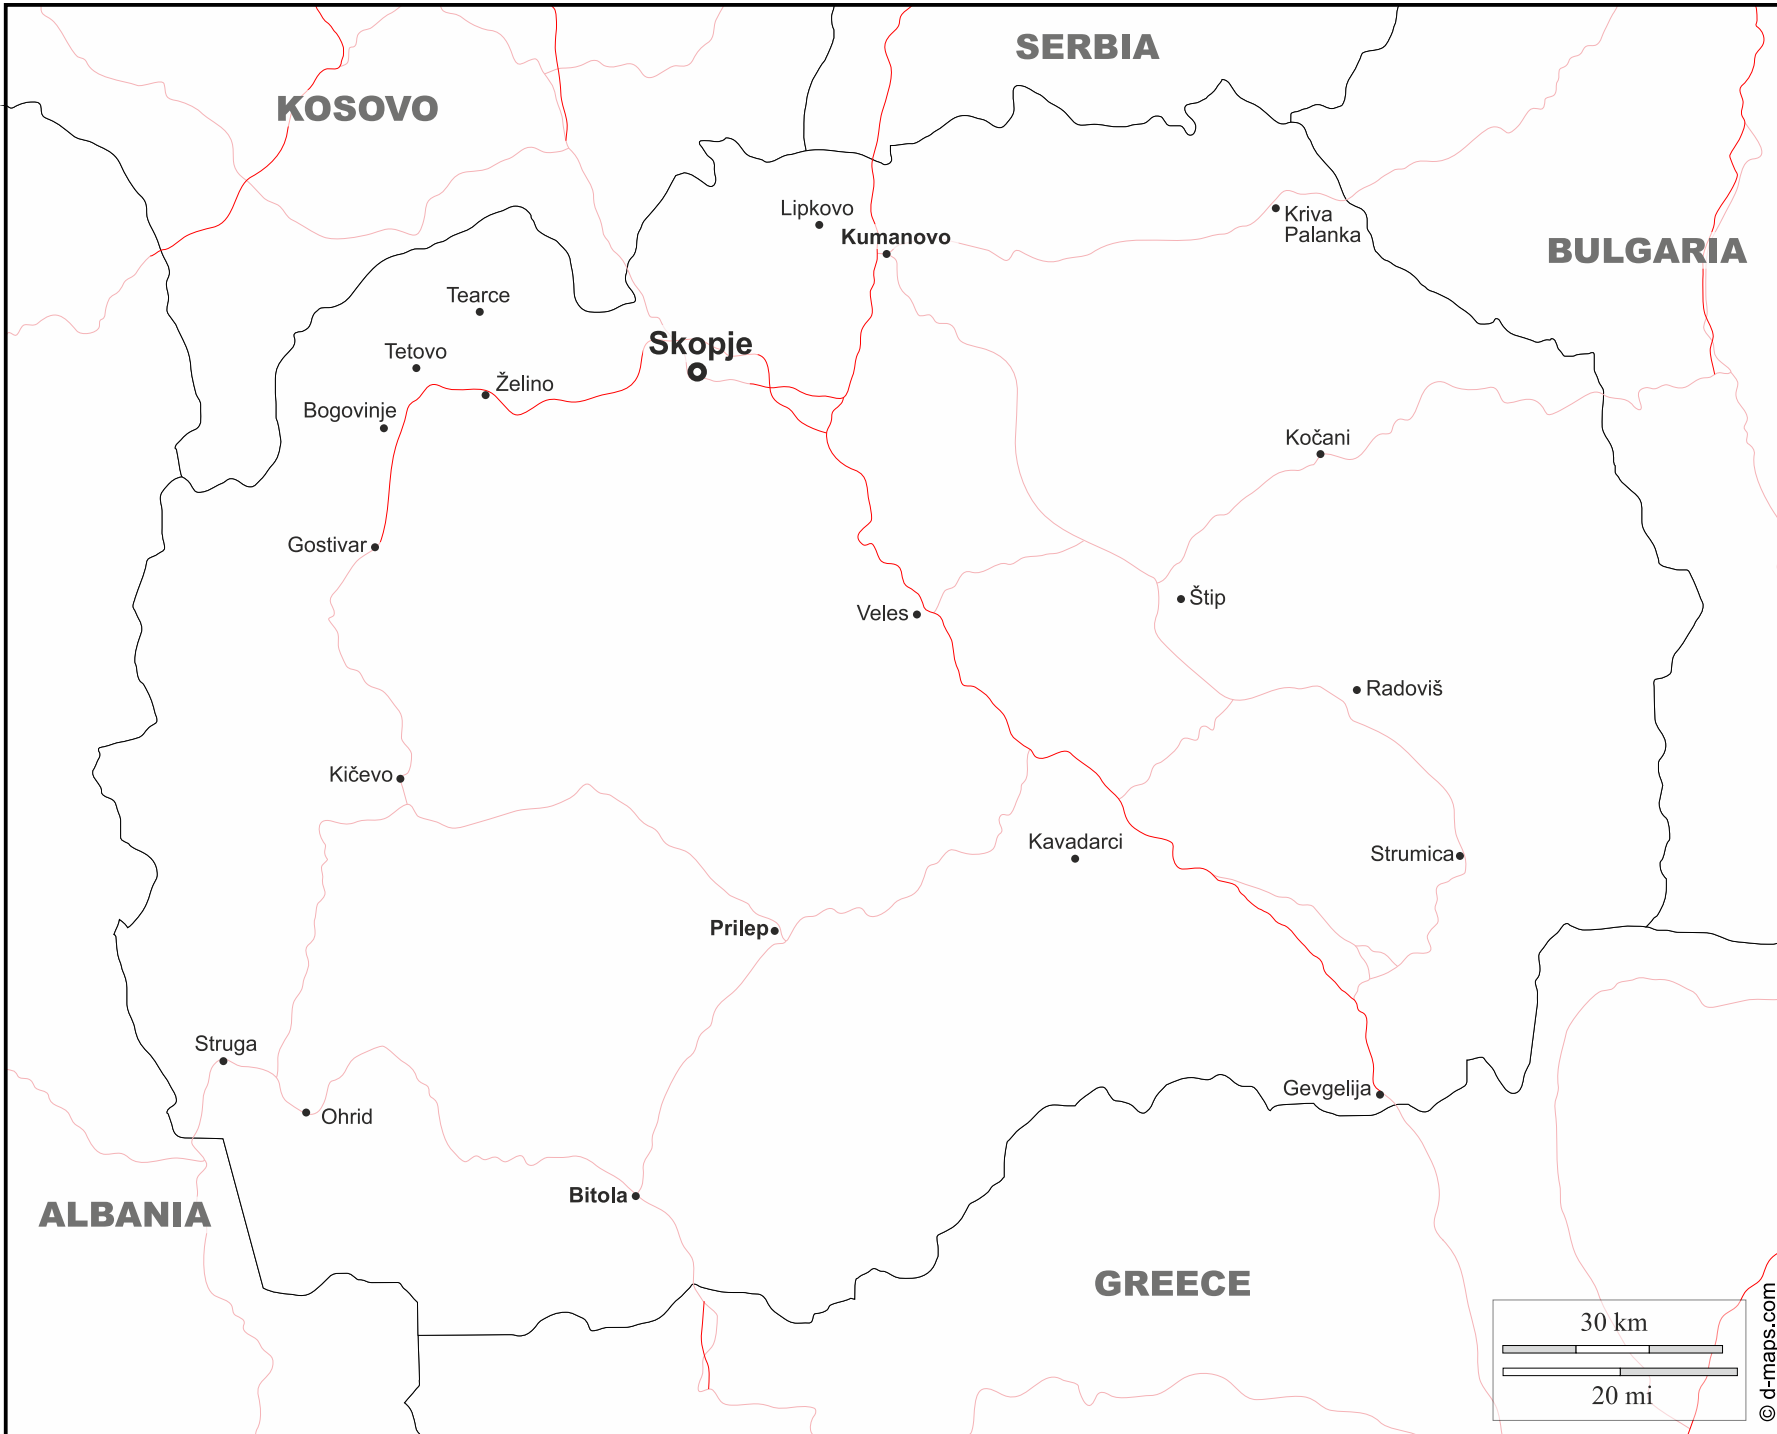 SERBIA
KOSOVO
Lipkovo
Kumanovo
Kriva
Palanka
BULGARIA
Tearce
Skopje
Tetovo
Želino
Bogovinje
Kočani
Gostivar
Veles
Štip
Radoviš
Kičevo
Kavadarci
Strumica
Prilep
Struga
Ohrid
Gevgelija
Bitola
ALBANIA
GREECE
30 km
20 mi
© d-maps.com